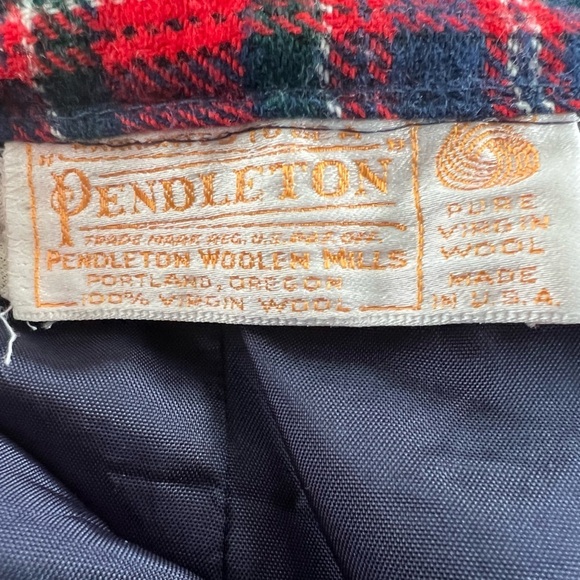 PENDLETON
TRADE MARK REG. U.S. PAT. OFF.
PENDLETON WOOLEN MILLS
PORTLAND, OREGON
100% VIRGIN WOOL
PURE
VIRGIN
WOOL
MADE
IN U.S.A.